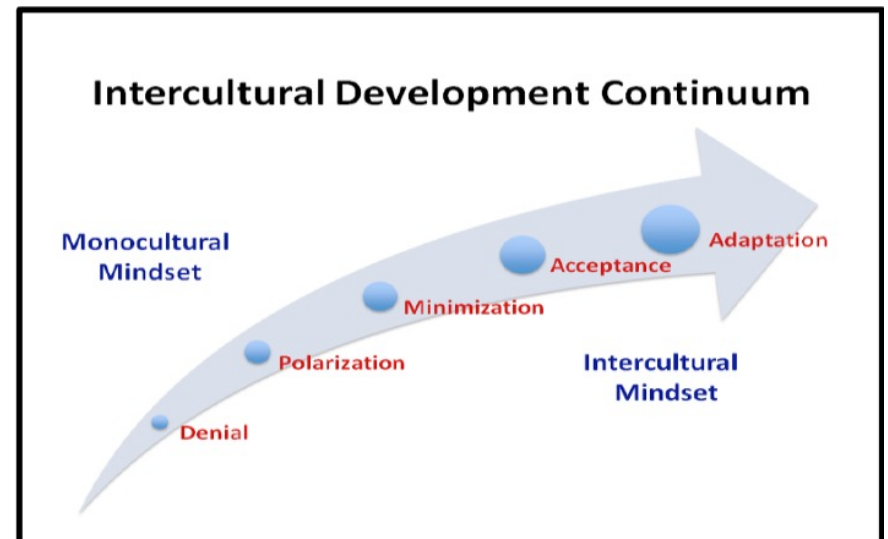 Intercultural Development Continuum
Monocultural
Mindset
Adaptation
Acceptance
Minimization
Polarization
Intercultural
Mindset
Denial